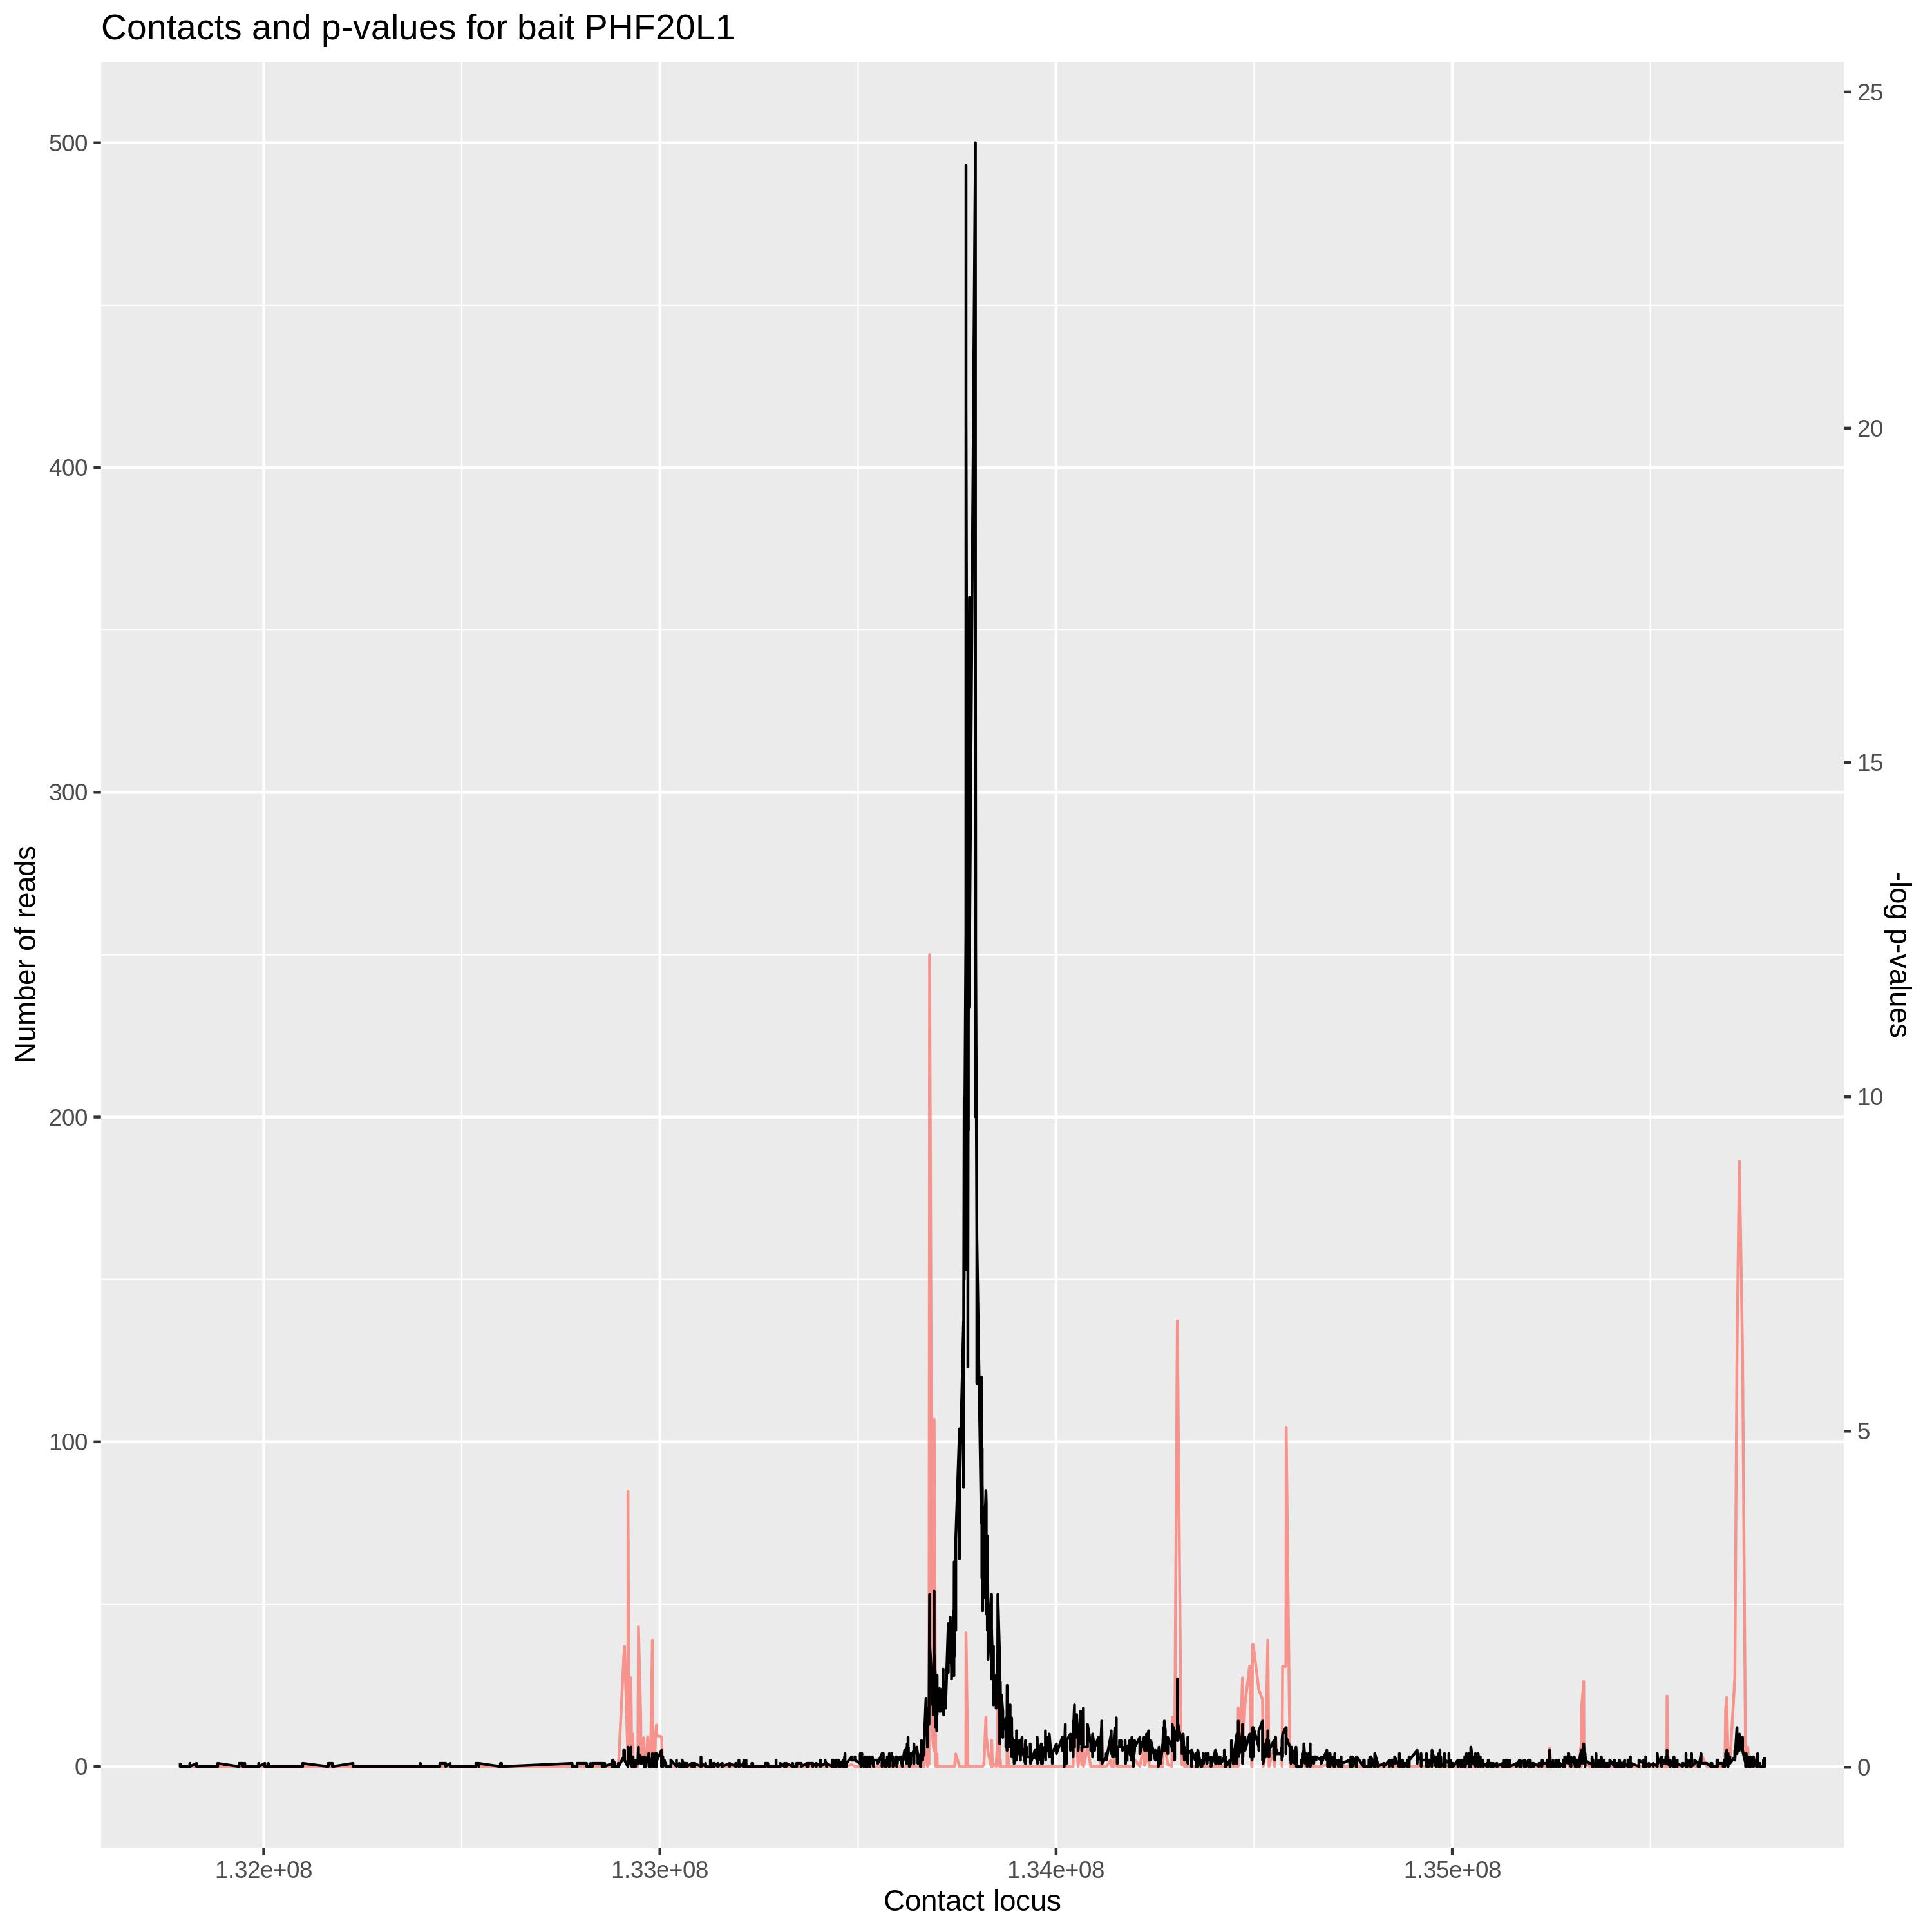 Contacts and p-values for bait PHF20L1
Number of reads
500
400
300
200
100
0
25
20
15
10
5
0
-log p-values
1.32e+08
1.33e+08
1.34e+08
1.35e+08
Contact locus